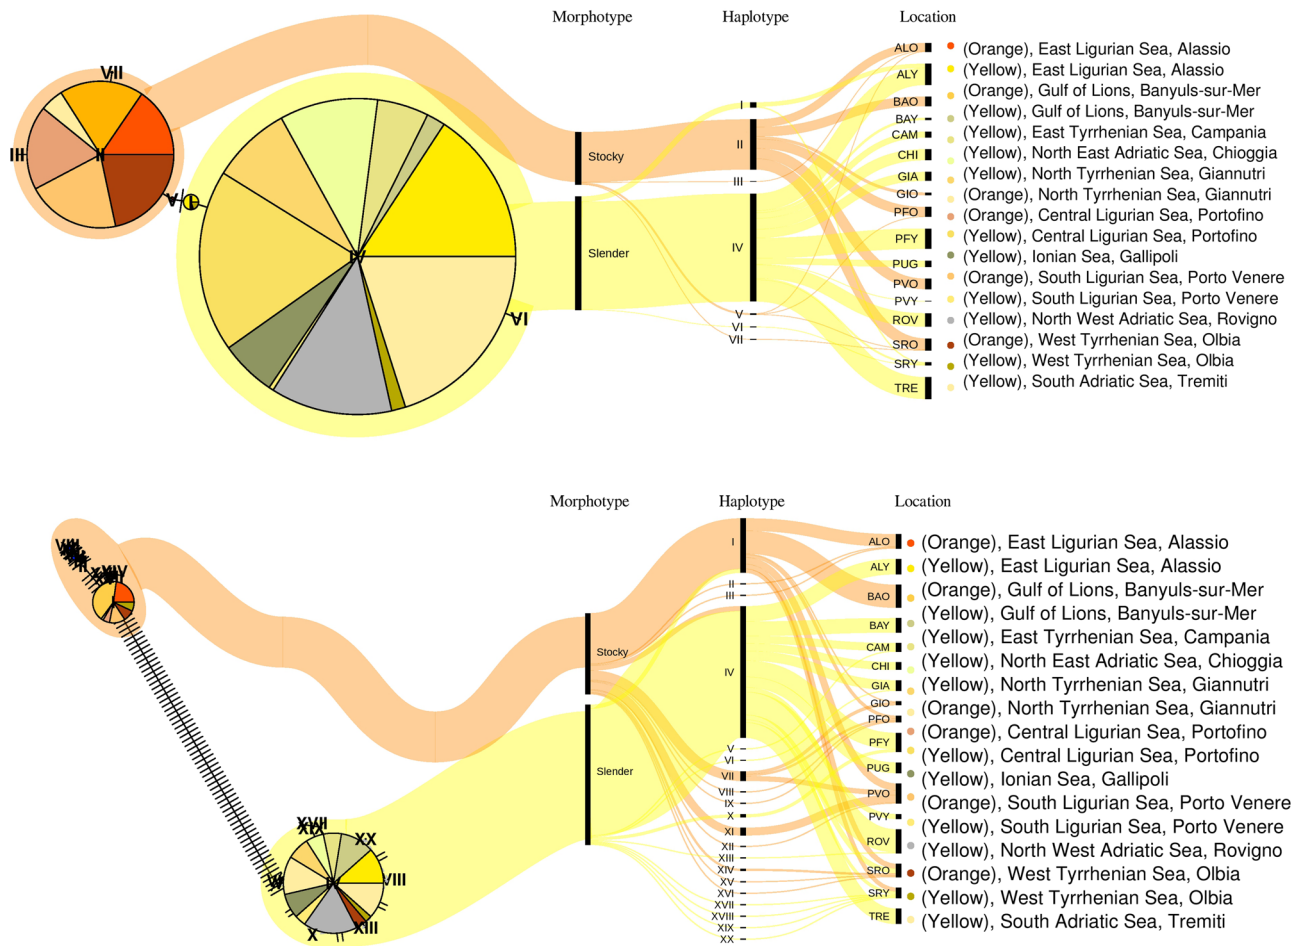 Morphotype Haplotype Location
VII
III
II
V
I
IV
VI
Stocky
Slender
I
II
III
IV
V
VI
VII
ALO
ALY
BAO
BAY
CAM
CHI
GIA
GIO
PFO
PFY
PUG
PVO
PVY
ROV
SRO
SRY
TRE
(Orange), East Ligurian Sea, Alassio
(Yellow), East Ligurian Sea, Alassio
(Orange), Gulf of Lions, Banyuls-sur-Mer
(Yellow), Gulf of Lions, Banyuls-sur-Mer
(Yellow), East Tyrrhenian Sea, Campania
(Yellow), North East Adriatic Sea, Chioggia
(Yellow), North Tyrrhenian Sea, Giannutri
(Orange), North Tyrrhenian Sea, Giannutri
(Orange), Central Ligurian Sea, Portofino
(Yellow), Central Ligurian Sea, Portofino
(Yellow), Ionian Sea, Gallipoli
(Orange), South Ligurian Sea, Porto Venere
(Yellow), South Ligurian Sea, Porto Venere
(Yellow), North West Adriatic Sea, Rovigno
(Orange), West Tyrrhenian Sea, Olbia
(Yellow), West Tyrrhenian Sea, Olbia
(Yellow), South Adriatic Sea, Tremiti
Morphotype Haplotype Location
XIV
XVII
XIX
XX
VIII
IV
XIII
X
Stocky
Slender
I
II
III
IV
V
VI
VII
VIII
IX
X
XI
XII
XIII
XIV
XV
XVI
XVII
XVIII
XIX
XX
ALO
ALY
BAO
BAY
CAM
CHI
GIA
GIO
PFO
PFY
PUG
PVO
PVY
ROV
SRO
SRY
TRE
(Orange), East Ligurian Sea, Alassio
(Yellow), East Ligurian Sea, Alassio
(Orange), Gulf of Lions, Banyuls-sur-Mer
(Yellow), Gulf of Lions, Banyuls-sur-Mer
(Yellow), East Tyrrhenian Sea, Campania
(Yellow), North East Adriatic Sea, Chioggia
(Yellow), North Tyrrhenian Sea, Giannutri
(Orange), North Tyrrhenian Sea, Giannutri
(Orange), Central Ligurian Sea, Portofino
(Yellow), Central Ligurian Sea, Portofino
(Yellow), Ionian Sea, Gallipoli
(Orange), South Ligurian Sea, Porto Venere
(Yellow), South Ligurian Sea, Porto Venere
(Yellow), North West Adriatic Sea, Rovigno
(Orange), West Tyrrhenian Sea, Olbia
(Yellow), West Tyrrhenian Sea, Olbia
(Yellow), South Adriatic Sea, Tremiti